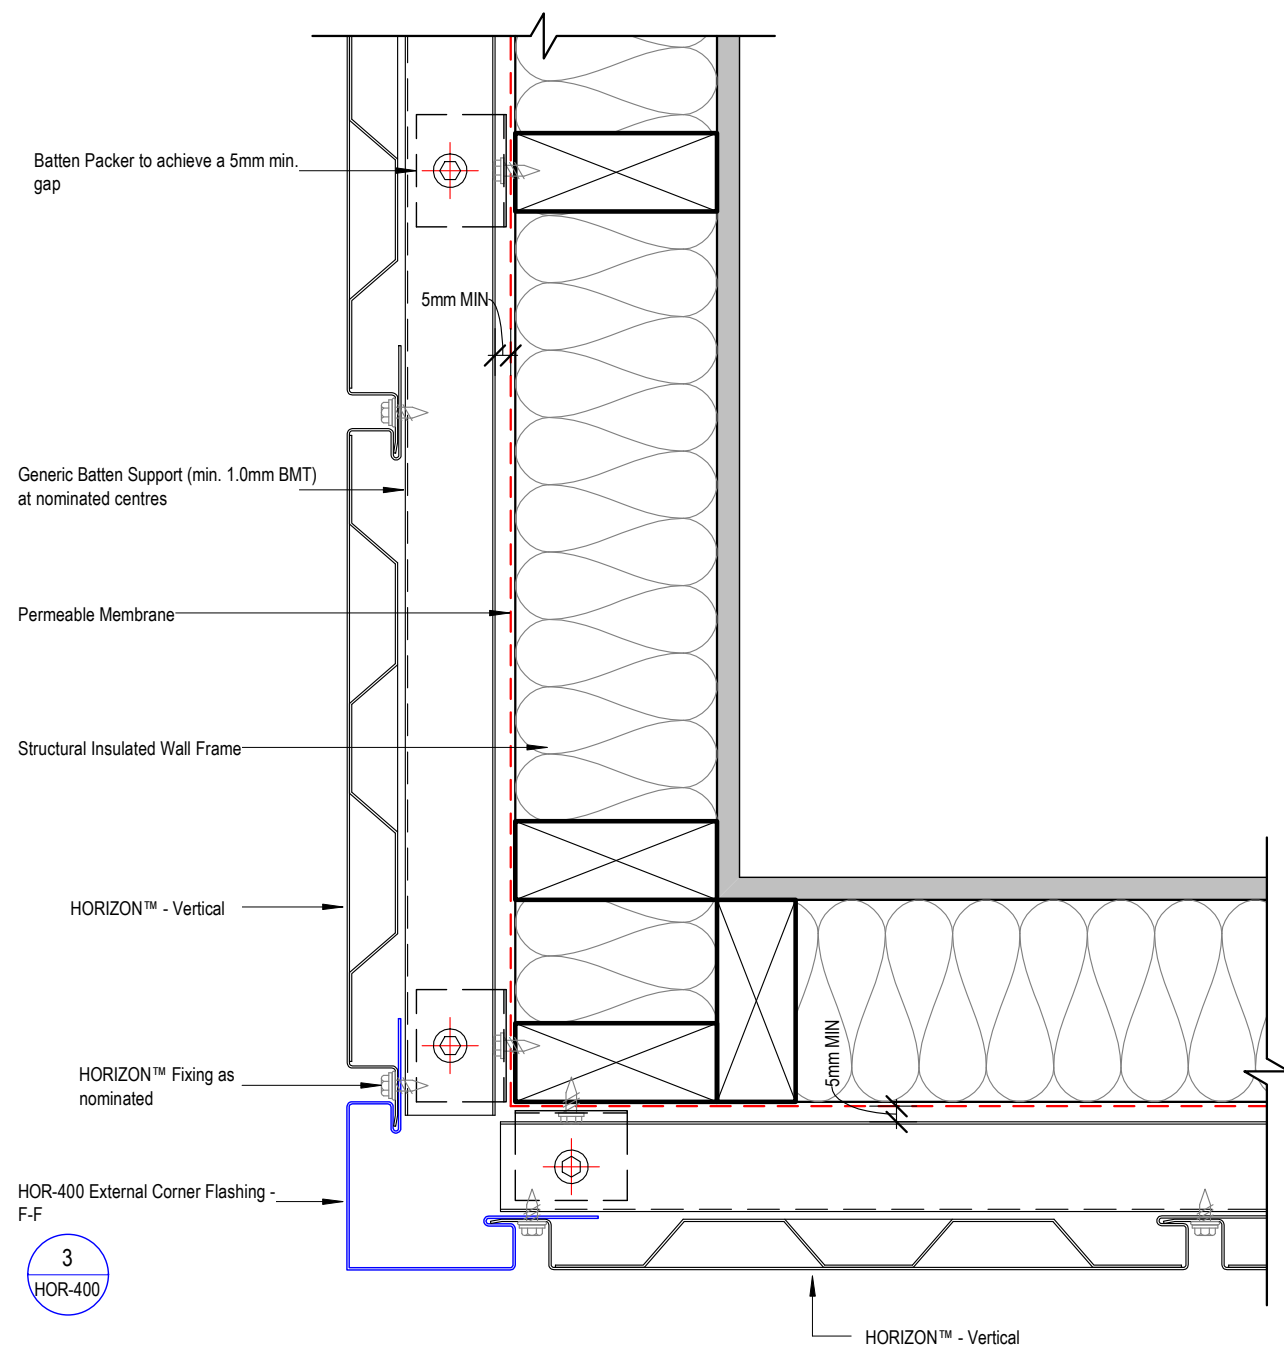 Batten Packer to achieve a 5mm min.
gap
5mm MIN
Generic Batten Support (min. 1.0mm BMT)
at nominated centres
Permeable Membrane
Structural Insulated Wall Frame
HORIZON™ - Vertical
5mm MIN
HORIZON™ Fixing as
nominated
HOR-400 External Corner Flashing -
F-F
3
HOR-400
HORIZON™ - Vertical